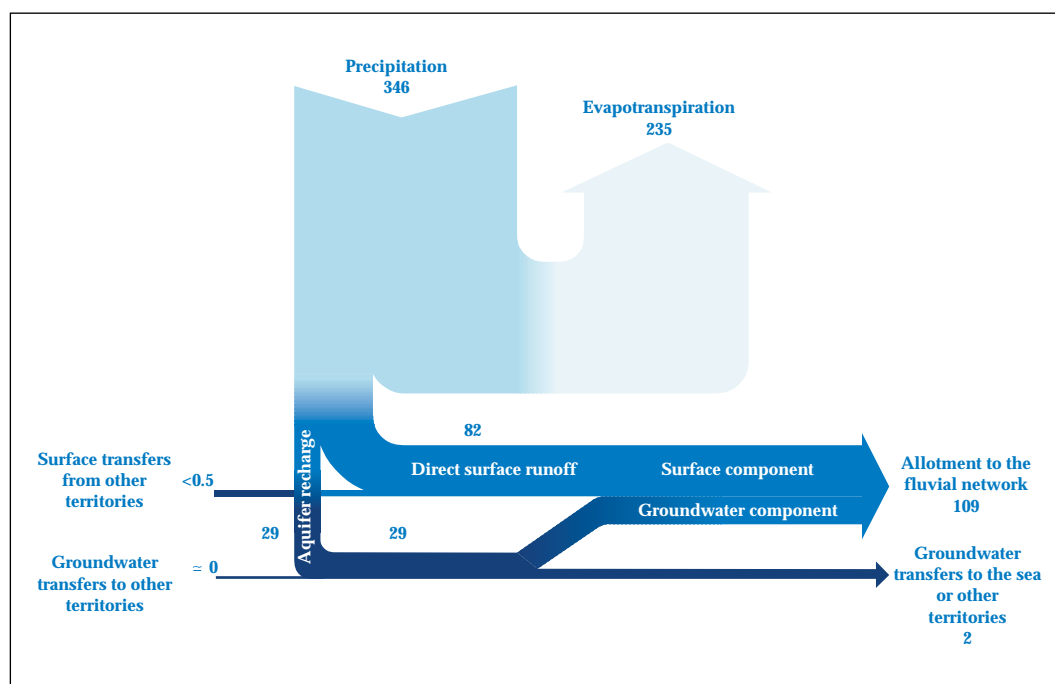 Precipitation
346
Evapotranspiration
235
82
Surface transfers
from other
territories
<0.5
Direct surface runoff
Surface component
Allotment to the
fluvial network
109
Aquifer recharge
Groundwater component
29
29
Groundwater
transfers to other
territories
≃ 0
Groundwater
transfers to the sea
or other
territories
2